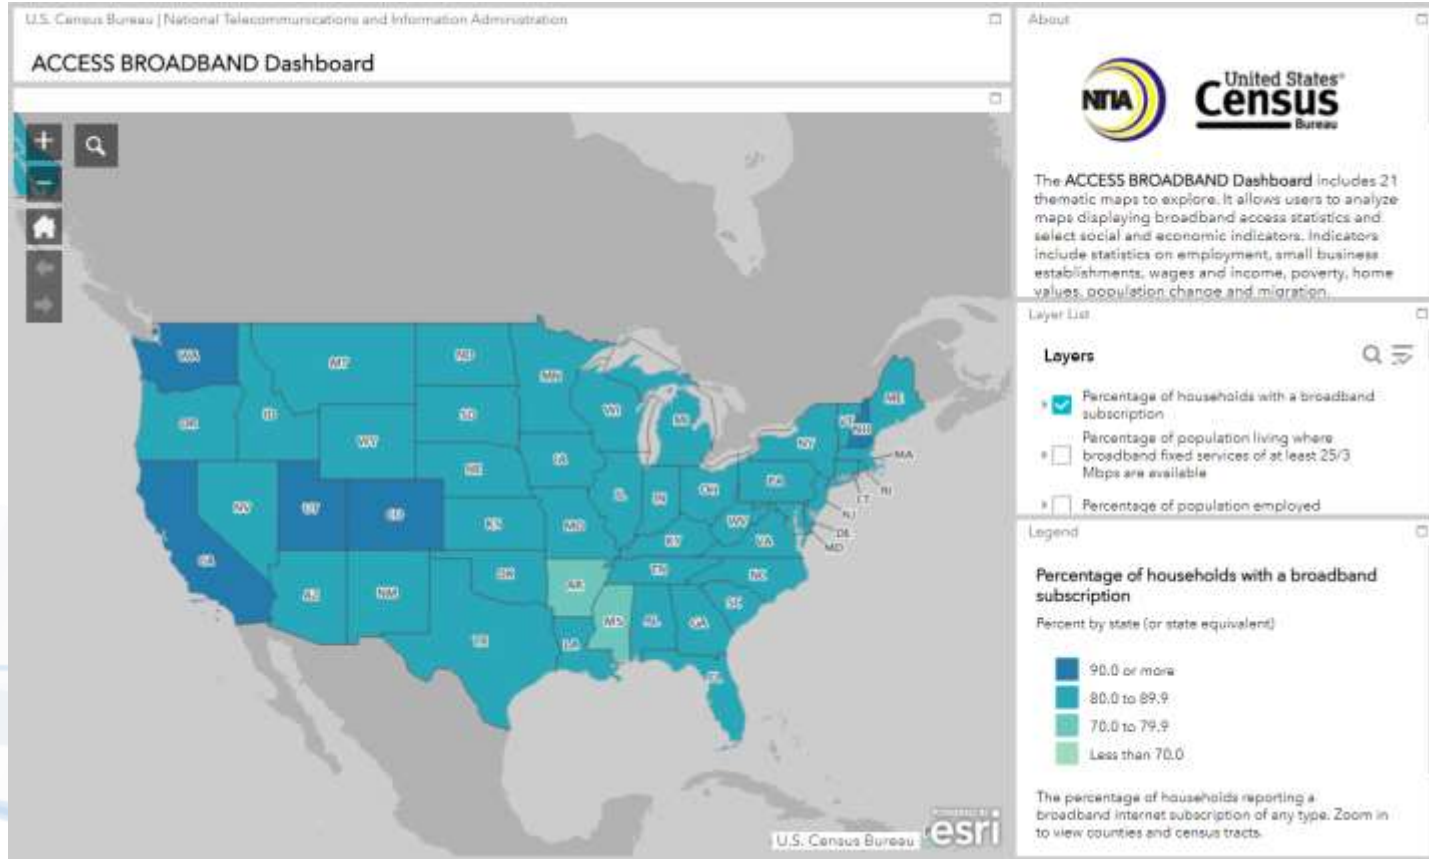 U.S. Census Bureau | National Telecommunications and Information Administration
ACCESS BROADBAND Dashboard
WA
MT
ND
MN
OR
ID
WY
SD
WI
MI
NY
VT
NH
ME
MA
RI
CT
NJ
DE
MD
NE
IA
IL
IN
OH
PA
NV
UT
CO
CA
KS
MO
KY
WV
VA
AZ
NM
OK
AR
TN
NC
SC
TX
LA
MS
AL
GA
FL
U.S. Census Bureau
POWERED BY
esri
About
NTIA
United States®
Census
Bureau
The ACCESS BROADBAND Dashboard includes 21
thematic maps to explore. It allows users to analyze
maps displaying broadband access statistics and
select social and economic indicators. Indicators
include statistics on employment, small business
establishments, wages and income, poverty, home
values, population change and migration.
Layer List
Layers
Percentage of households with a broadband
subscription
Percentage of population living where
broadband fixed services of at least 25/3
Mbps are available
Percentage of population employed
Legend
Percentage of households with a broadband
subscription
Percent by state (or state equivalent)
90.0 or more
80.0 to 89.9
70.0 to 79.9
Less than 70.0
The percentage of households reporting a
broadband internet subscription of any type. Zoom in
to view counties and census tracts.